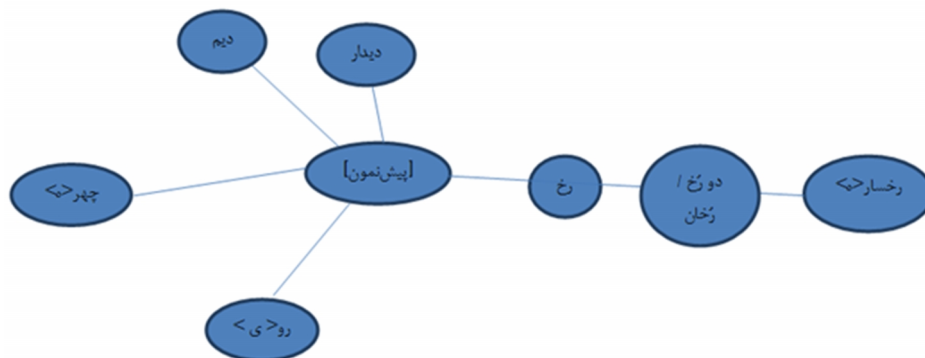 دیم
دیدار
[پیش‌نمون]
چهر<ه>
رخ
دو رُخ /
رُخان
رخسار<ه>
رو< ی >